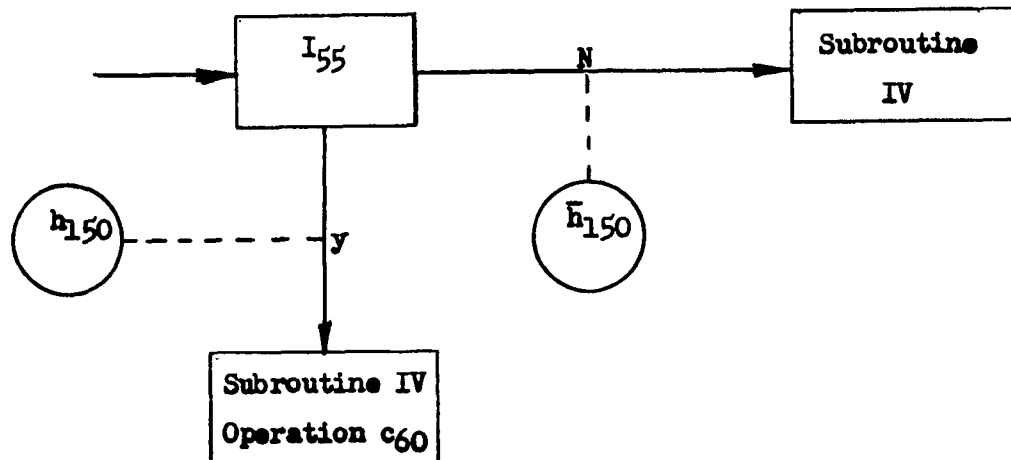 I55
N
Subroutine
IV
h150
y
h̄150
Subroutine IV
Operation c60